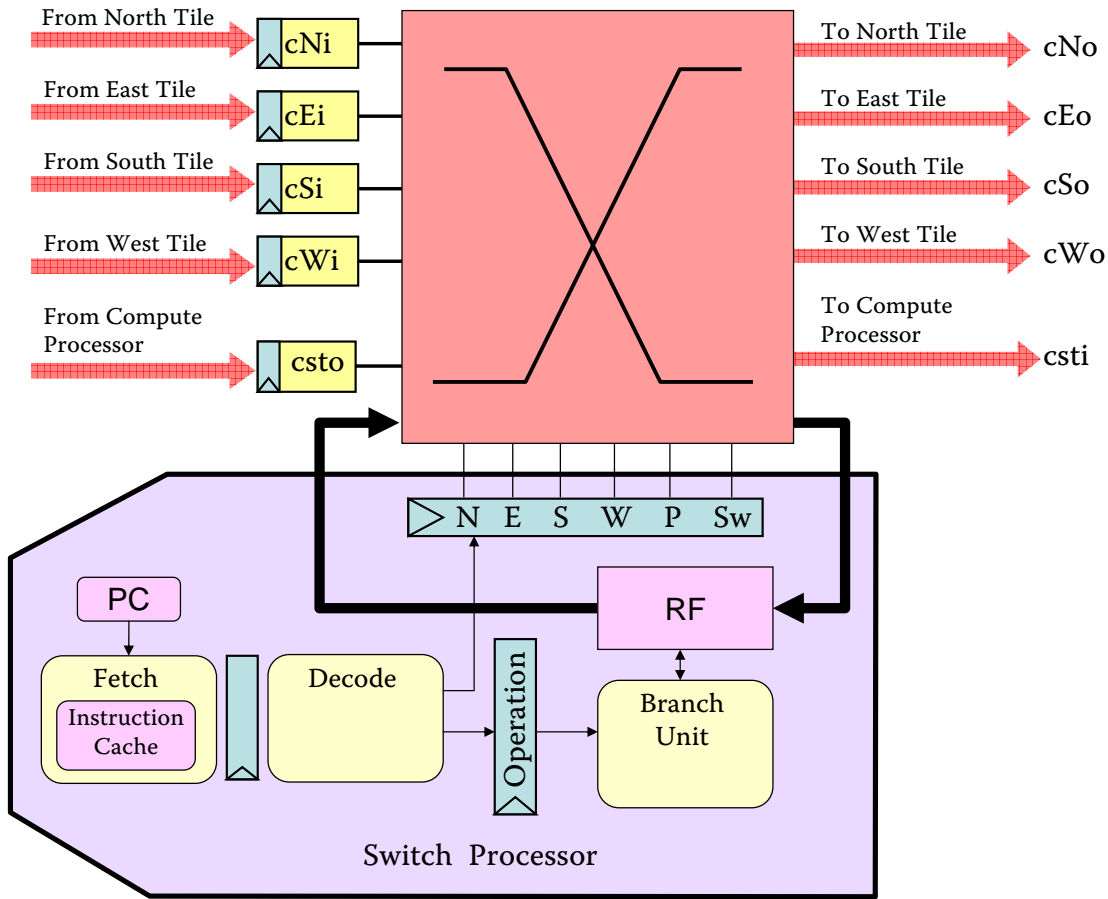 From North Tile
cNi
To North Tile
cNo
From East Tile
cEi
To East Tile
cEo
From South Tile
cSi
To South Tile
cSo
From West Tile
cWi
To West Tile
cWo
From Compute
Processor
csto
To Compute
Processor
csti
N E S W P Sw
PC
RF
Fetch
Instruction
Cache
Decode
Operation
Branch
Unit
Switch Processor